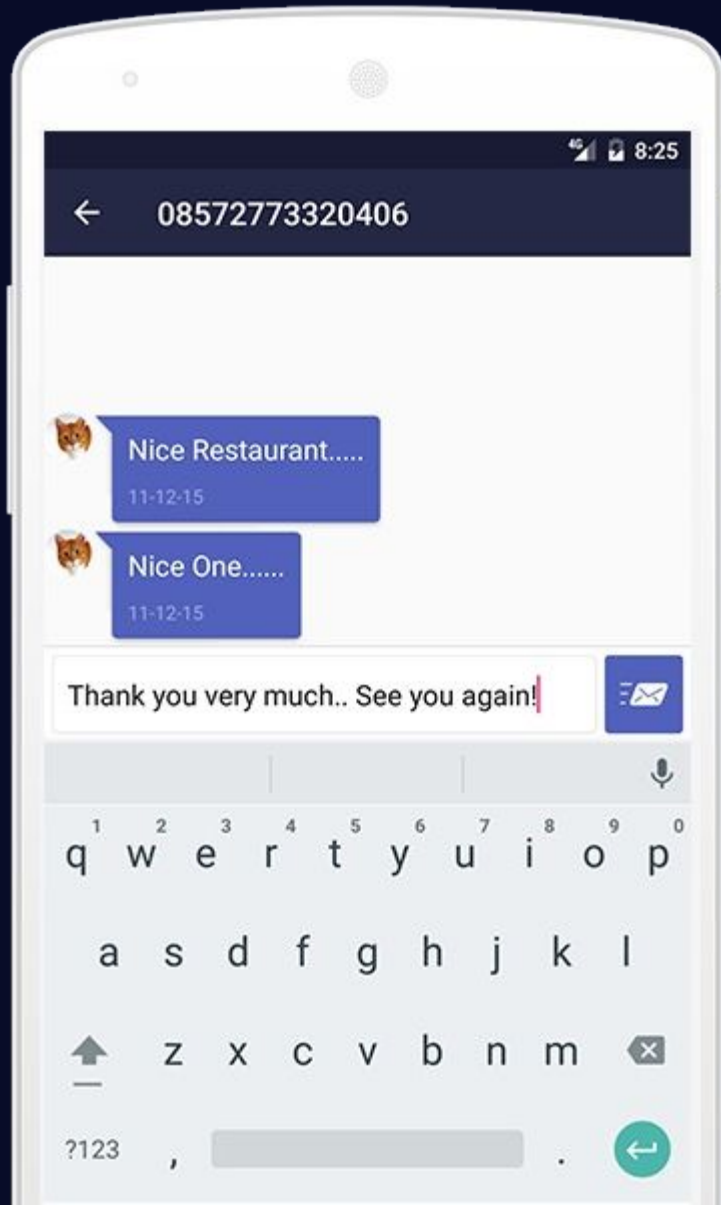 4G 8:25
08572773320406
Nice Restaurant.....
11-12-15
Nice One......
11-12-15
Thank you very much.. See you again!
1 2 3 4 5 6 7 8 9 0
q w e r t y u i o p
a s d f g h j k l
z x c v b n m
?123 , .